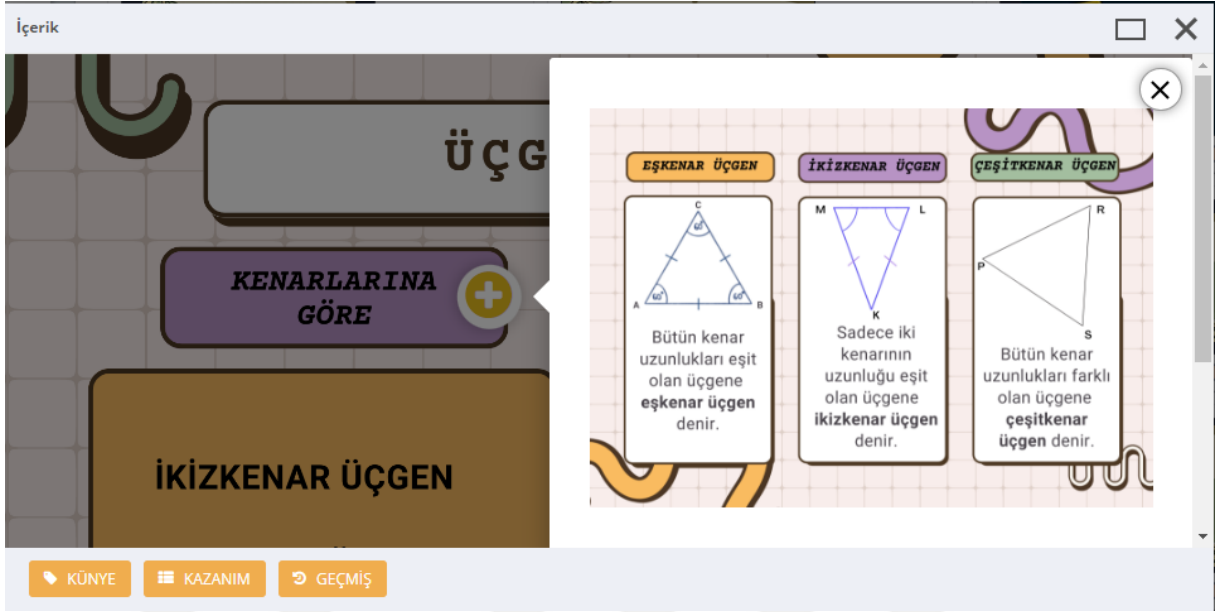 İçerik
ÜÇG
KENARLARINA
GÖRE
İKİZKENAR ÜÇGEN
EŞKENAR ÜÇGEN
C
60°
60°
60°
A
B
Bütün kenar
uzunlukları eşit
olan üçgene
eşkenar üçgen
denir.
İKİZKENAR ÜÇGEN
M
L
K
Sadece iki
kenarının
uzunluğu eşit
olan üçgene
ikizkenar üçgen
denir.
ÇEŞİTKENAR ÜÇGEN
R
P
S
Bütün kenar
uzunlukları farklı
olan üçgene
çeşitkenar
üçgen denir.
KÜNYE
KAZANIM
GEÇMİŞ